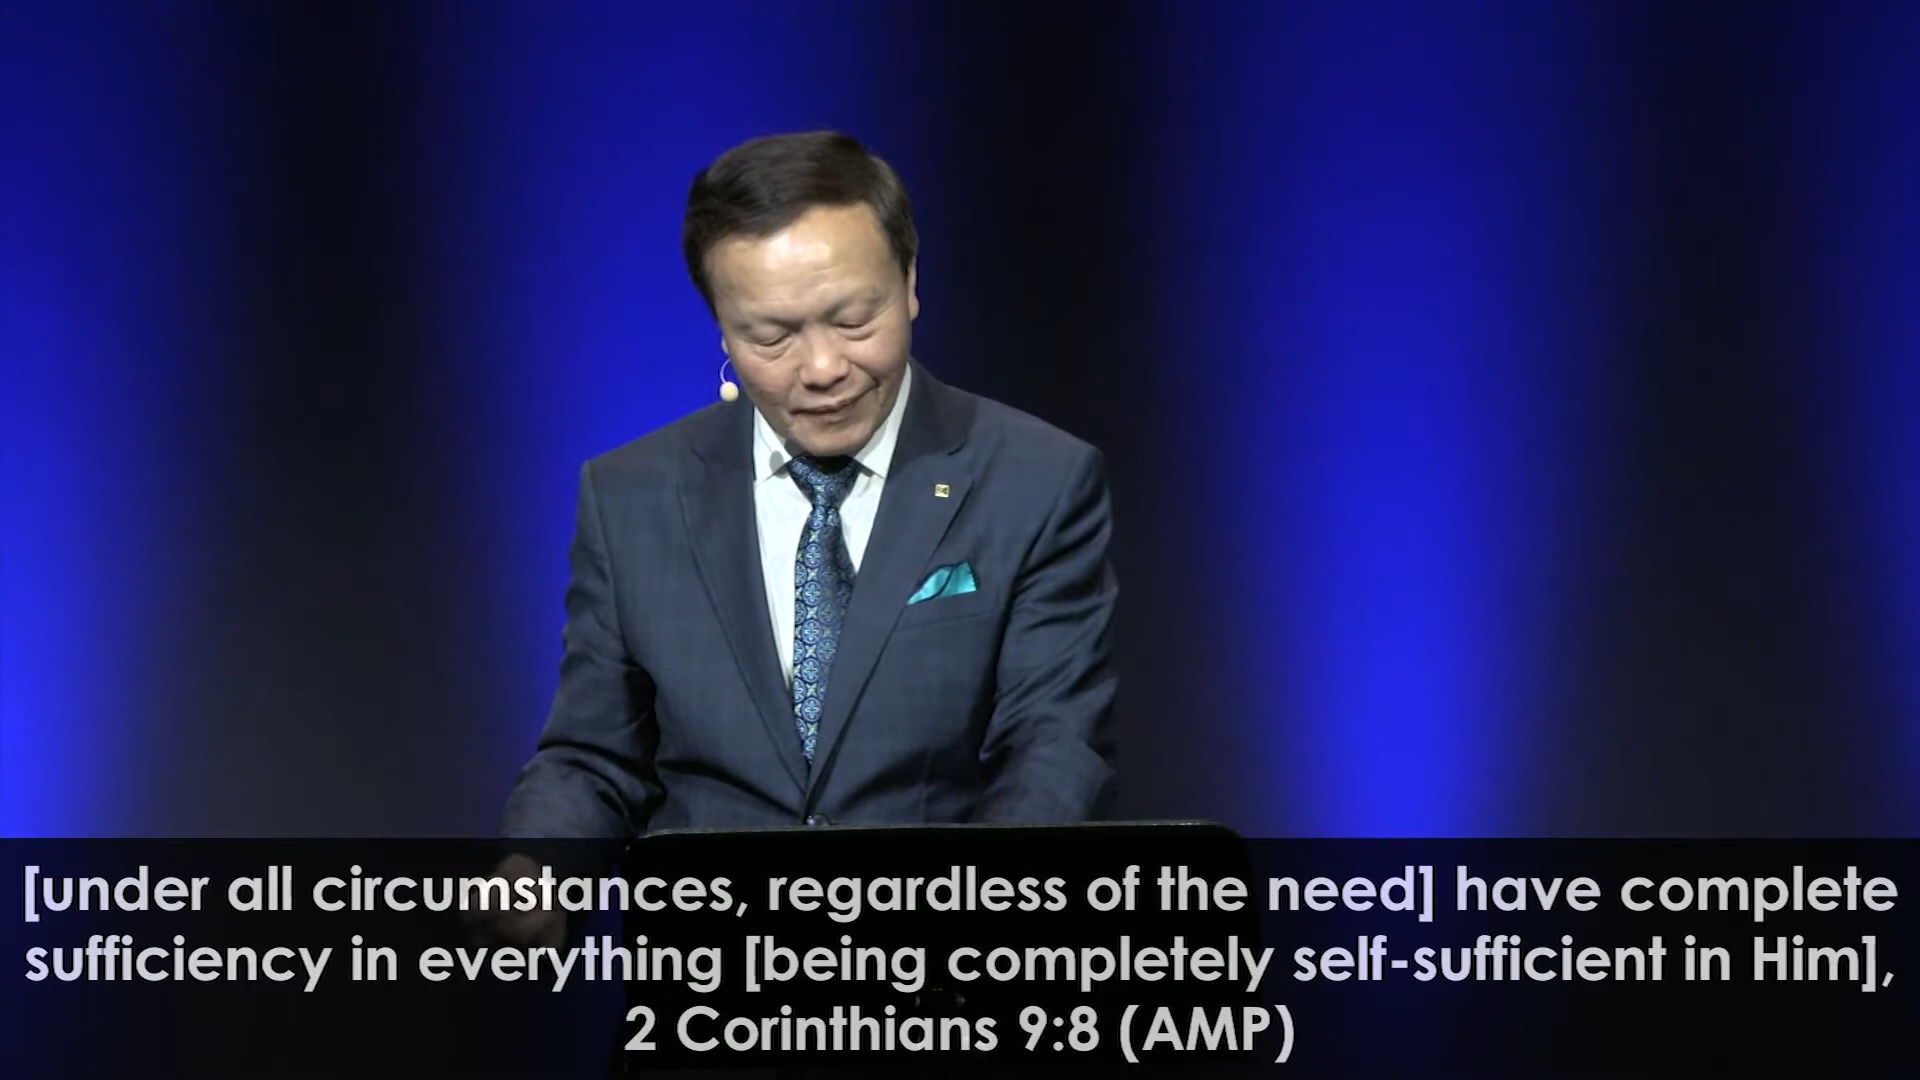 [under all circumstances, regardless of the need] have complete
sufficiency in everything [being completely self-sufficient in Him],
2 Corinthians 9:8 (AMP)